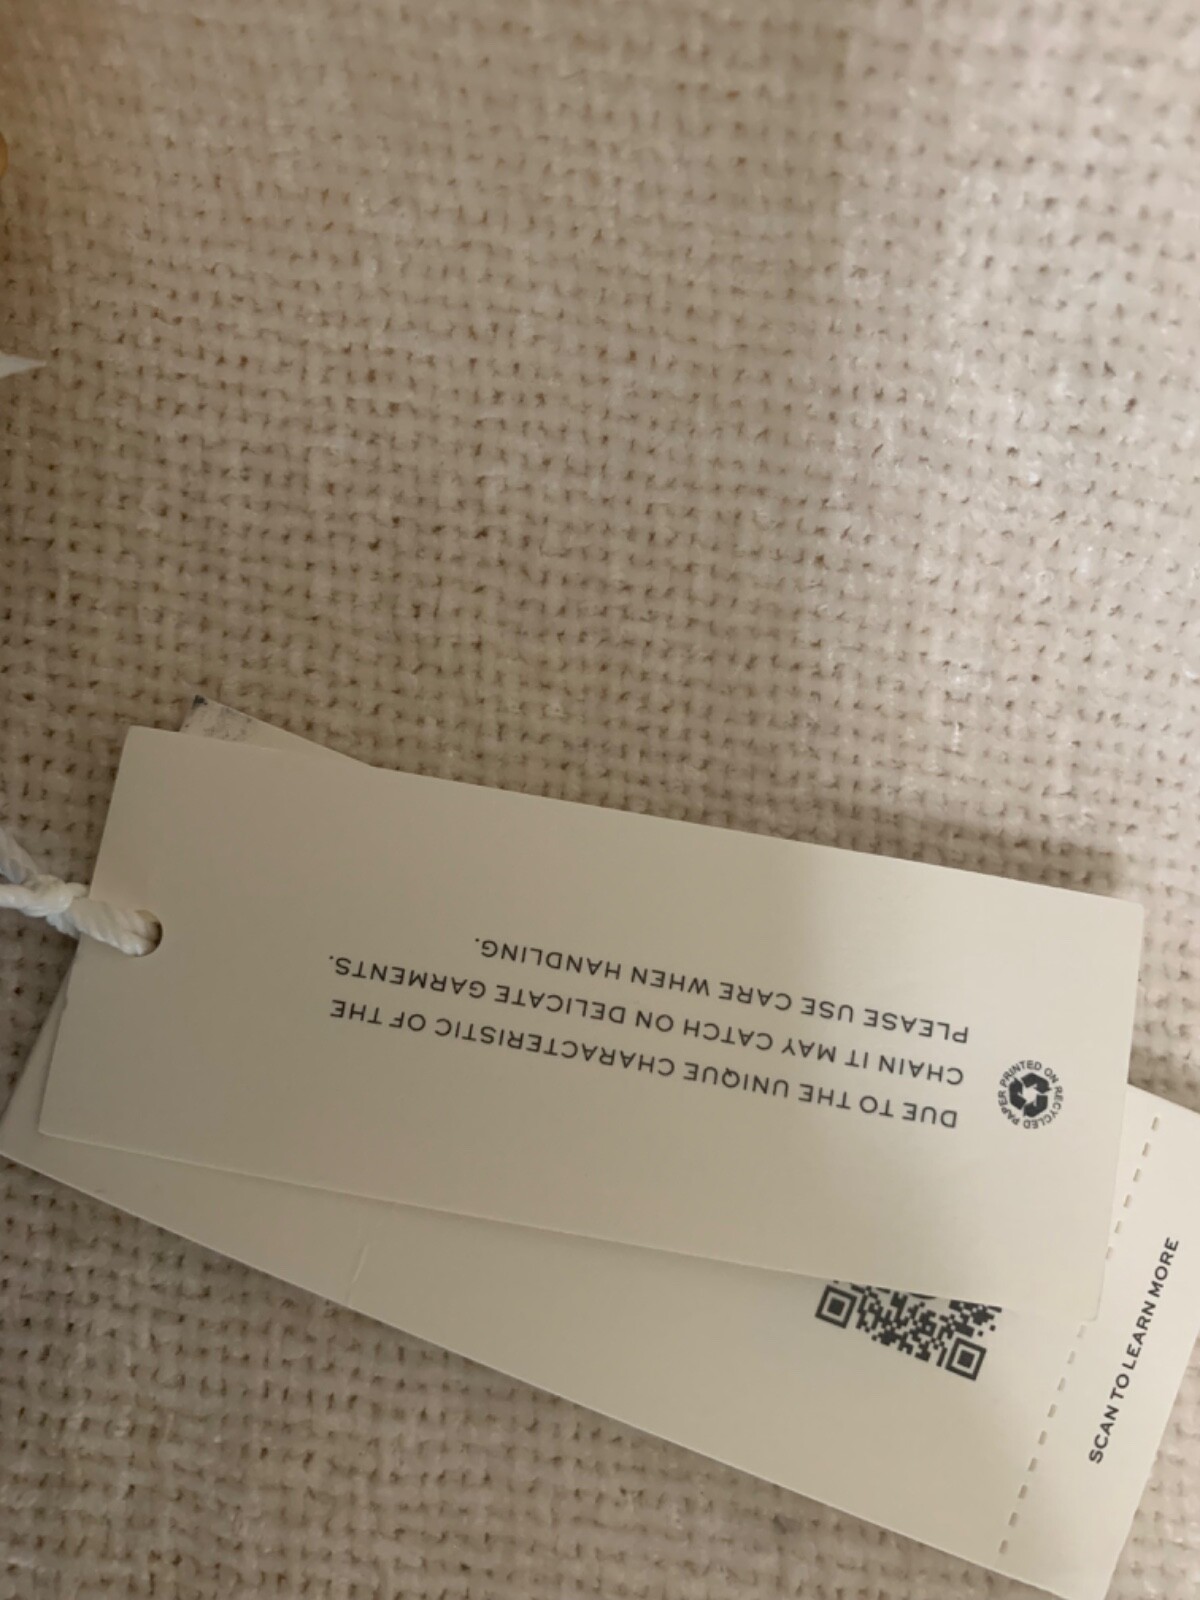 DUE TO THE UNIQUE CHARACTERISTIC OF THE
CHAIN IT MAY CATCH ON DELICATE GARMENTS.
PLEASE USE CARE WHEN HANDLING.
PRINTED ON RECYCLED PAPER
SCAN TO LEARN MORE